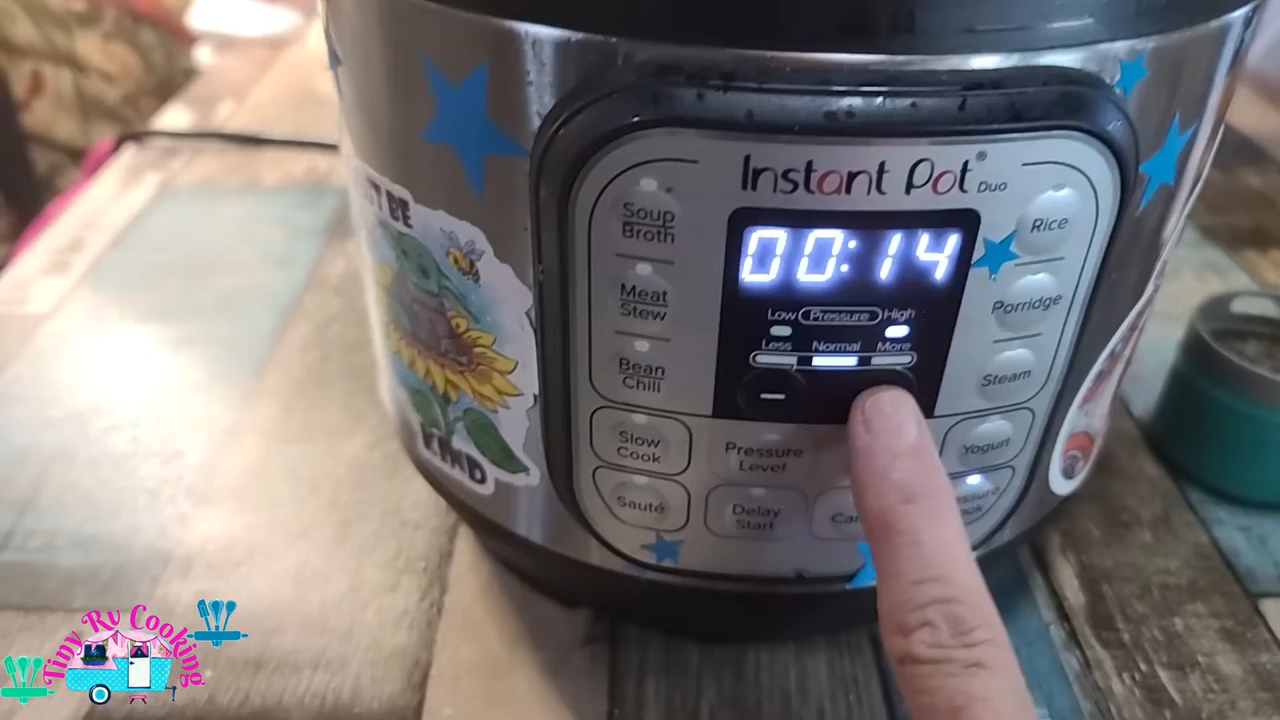 Instant Pot® Duo
00:14
Low Pressure High
Less Normal More
Soup
Broth
Meat
Stew
Bean
Chili
Slow
Cook
Sauté
Rice
Porridge
Steam
Yogurt
Pressure
Level
Delay
Start
BE
KIND
Tiny Rv Cooking